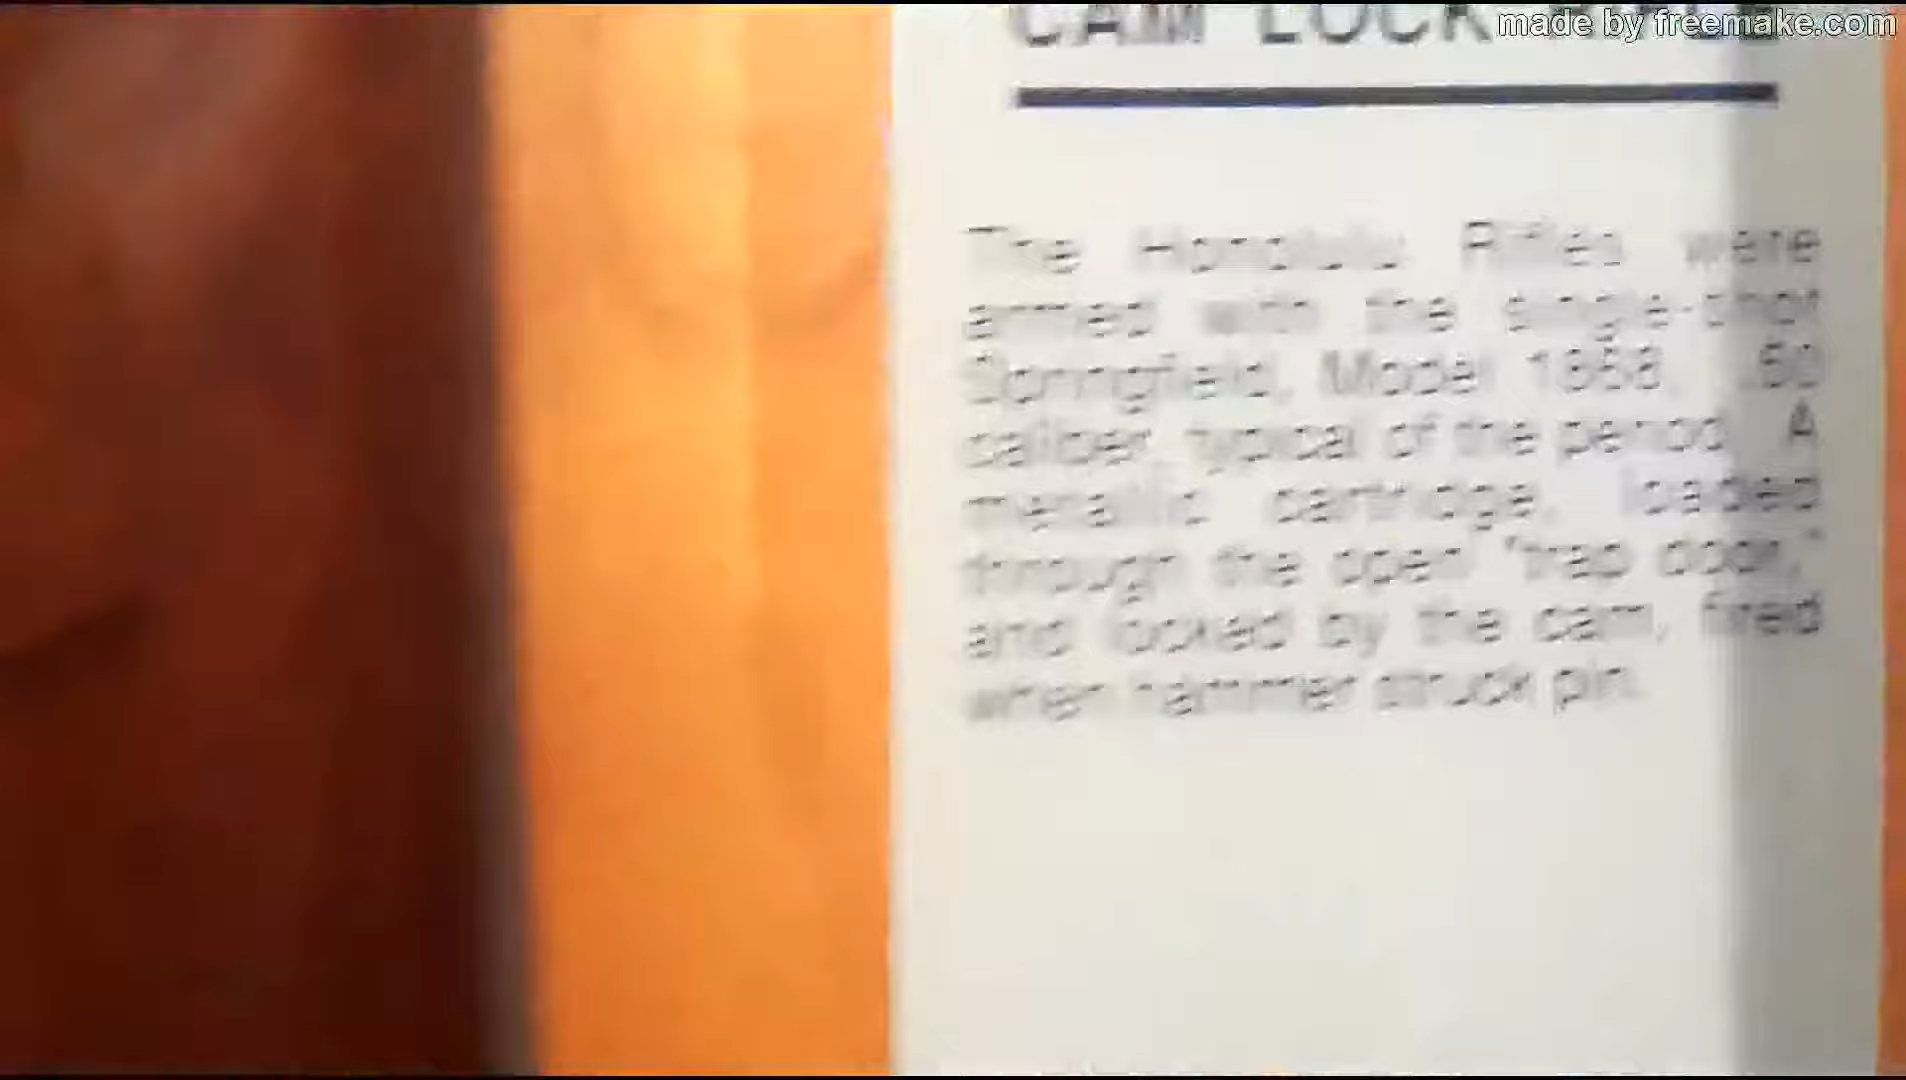 made by freemake.com
CAM LOCK RIFLE
The Honolulu Rifles were
armed with the single-shot
Springfield, Model 1868, .50
caliber, typical of the period. A
metallic cartridge, loaded
through the open "trap door,"
and locked by the cam, fired
when hammer struck pin.